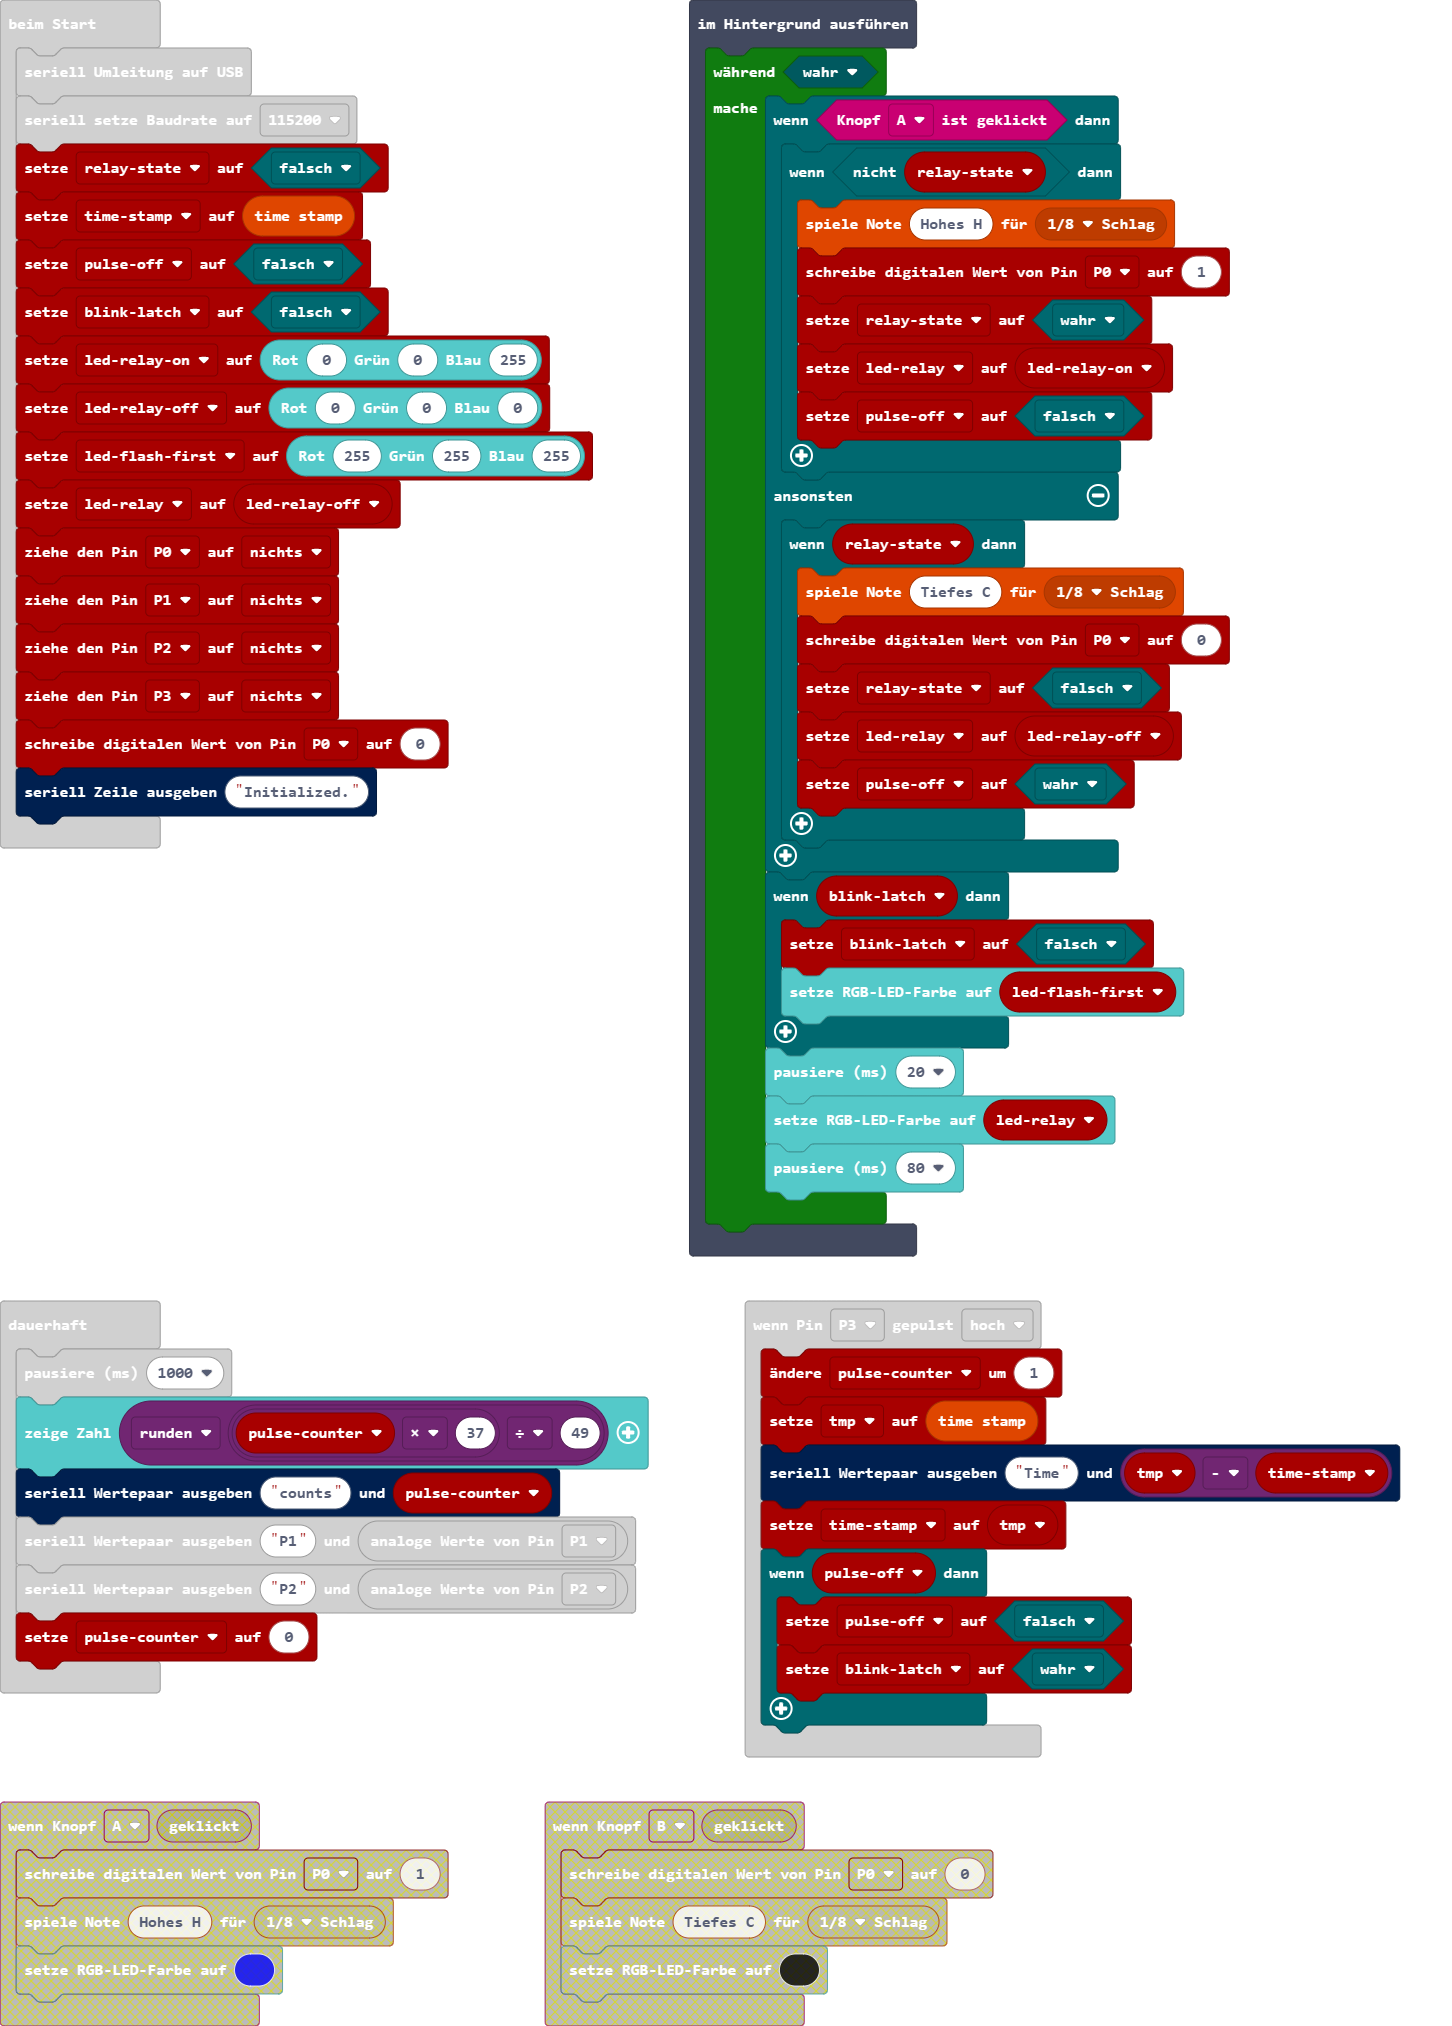 beim Start
seriell Umleitung auf USB
seriell setze Baudrate auf 115200
setze relay-state auf falsch
setze time-stamp auf time stamp
setze pulse-off auf falsch
setze blink-latch auf falsch
setze led-relay-on auf Rot 0 Grün 0 Blau 255
setze led-relay-off auf Rot 0 Grün 0 Blau 0
setze led-flash-first auf Rot 255 Grün 255 Blau 255
setze led-relay auf led-relay-off
ziehe den Pin P0 auf nichts
ziehe den Pin P1 auf nichts
ziehe den Pin P2 auf nichts
ziehe den Pin P3 auf nichts
schreibe digitalen Wert von Pin P0 auf 0
seriell Zeile ausgeben "Initialized."
im Hintergrund ausführen
während wahr
mache
wenn Knopf A ist geklickt dann
wenn nicht relay-state dann
spiele Note Hohes H für 1/8 Schlag
schreibe digitalen Wert von Pin P0 auf 1
setze relay-state auf wahr
setze led-relay auf led-relay-on
setze pulse-off auf falsch
ansonsten
wenn relay-state dann
spiele Note Tiefes C für 1/8 Schlag
schreibe digitalen Wert von Pin P0 auf 0
setze relay-state auf falsch
setze led-relay auf led-relay-off
setze pulse-off auf wahr
wenn blink-latch dann
setze blink-latch auf falsch
setze RGB-LED-Farbe auf led-flash-first
pausiere (ms) 20
setze RGB-LED-Farbe auf led-relay
pausiere (ms) 80
dauerhaft
pausiere (ms) 1000
zeige Zahl runden pulse-counter × 37 ÷ 49
seriell Wertepaar ausgeben "counts" und pulse-counter
seriell Wertepaar ausgeben "P1" und analoge Werte von Pin P1
seriell Wertepaar ausgeben "P2" und analoge Werte von Pin P2
setze pulse-counter auf 0
wenn Pin P3 gepulst hoch
ändere pulse-counter um 1
setze tmp auf time stamp
seriell Wertepaar ausgeben "Time" und tmp - time-stamp
setze time-stamp auf tmp
wenn pulse-off dann
setze pulse-off auf falsch
setze blink-latch auf wahr
wenn Knopf A geklickt
schreibe digitalen Wert von Pin P0 auf 1
spiele Note Hohes H für 1/8 Schlag
setze RGB-LED-Farbe auf
wenn Knopf B geklickt
schreibe digitalen Wert von Pin P0 auf 0
spiele Note Tiefes C für 1/8 Schlag
setze RGB-LED-Farbe auf